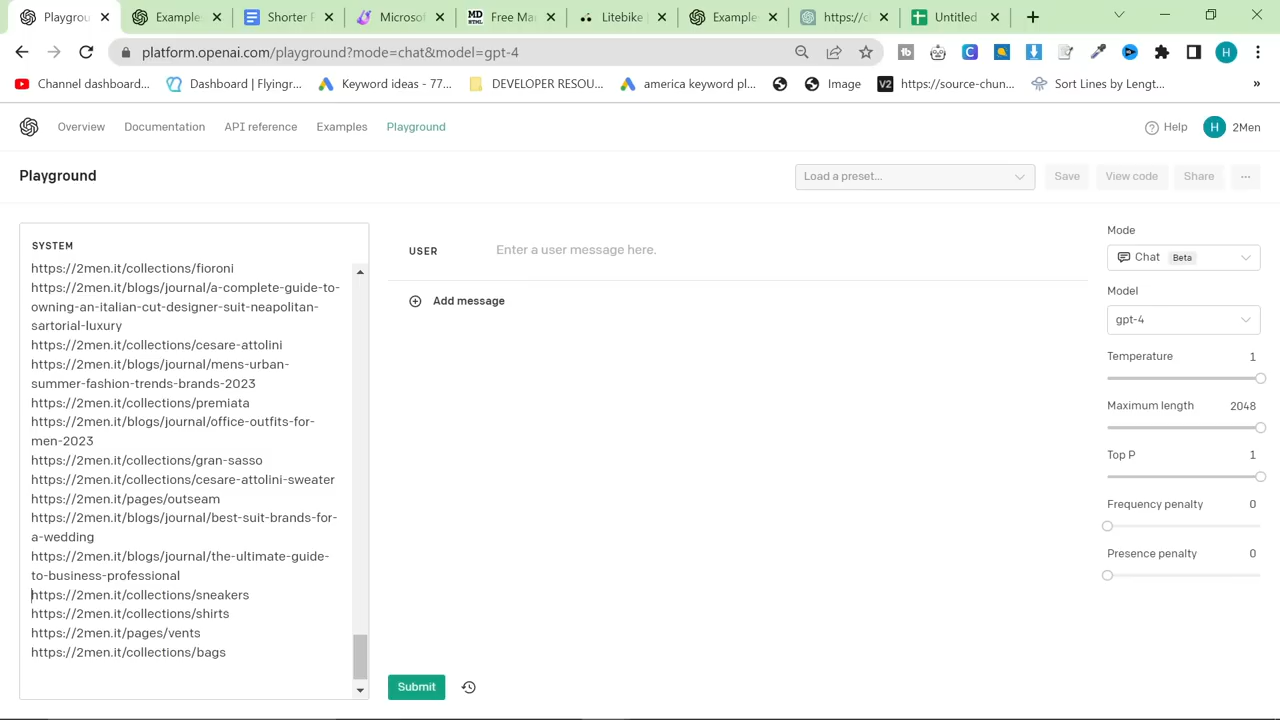 Playgrou
Examples
Shorter F
Microsof
MD
HTML
Free Mar
Litebike
Example
https://c
Untitled
platform.openai.com/playground?mode=chat&model=gpt-4
H
Channel dashboard...
Dashboard | Flyingr...
Keyword ideas - 77...
DEVELOPER RESOU...
america keyword pl...
Image
V2
https://source-chun...
Sort Lines by Lengt...
»
Overview
Documentation
API reference
Examples
Playground
Help
H
2Men
Playground
Load a preset...
Save
View code
Share
...
SYSTEM
https://2men.it/collections/fioroni
https://2men.it/blogs/journal/a-complete-guide-to-
owning-an-italian-cut-designer-suit-neapolitan-
sartorial-luxury
https://2men.it/collections/cesare-attolini
https://2men.it/blogs/journal/mens-urban-
summer-fashion-trends-brands-2023
https://2men.it/collections/premiata
https://2men.it/blogs/journal/office-outfits-for-
men-2023
https://2men.it/collections/gran-sasso
https://2men.it/collections/cesare-attolini-sweater
https://2men.it/pages/outseam
https://2men.it/blogs/journal/best-suit-brands-for-
a-wedding
https://2men.it/blogs/journal/the-ultimate-guide-
to-business-professional
https://2men.it/collections/sneakers
https://2men.it/collections/shirts
https://2men.it/pages/vents
https://2men.it/collections/bags
USER
Enter a user message here.
Add message
Submit
Mode
Chat Beta
Model
gpt-4
Temperature 1
Maximum length 2048
Top P 1
Frequency penalty 0
Presence penalty 0